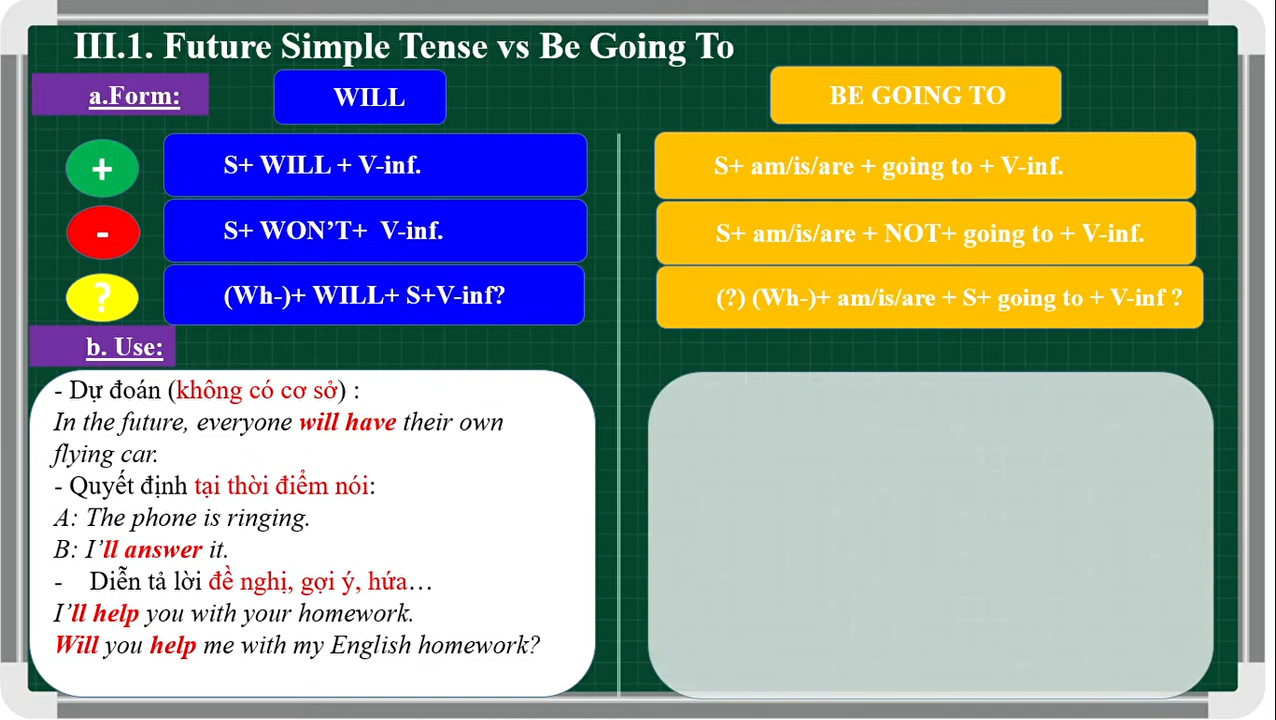 III.1. Future Simple Tense vs Be Going To
a.Form:
WILL
BE GOING TO
+
S+ WILL + V-inf.
S+ am/is/are + going to + V-inf.
-
S+ WON’T+ V-inf.
S+ am/is/are + NOT+ going to + V-inf.
?
(Wh-)+ WILL+ S+V-inf?
(?) (Wh-)+ am/is/are + S+ going to + V-inf ?
b. Use:
- Dự đoán (không có cơ sở) :
In the future, everyone will have their own
flying car.
- Quyết định tại thời điểm nói:
A: The phone is ringing.
B: I’ll answer it.
- Diễn tả lời đề nghị, gợi ý, hứa…
I’ll help you with your homework.
Will you help me with my English homework?